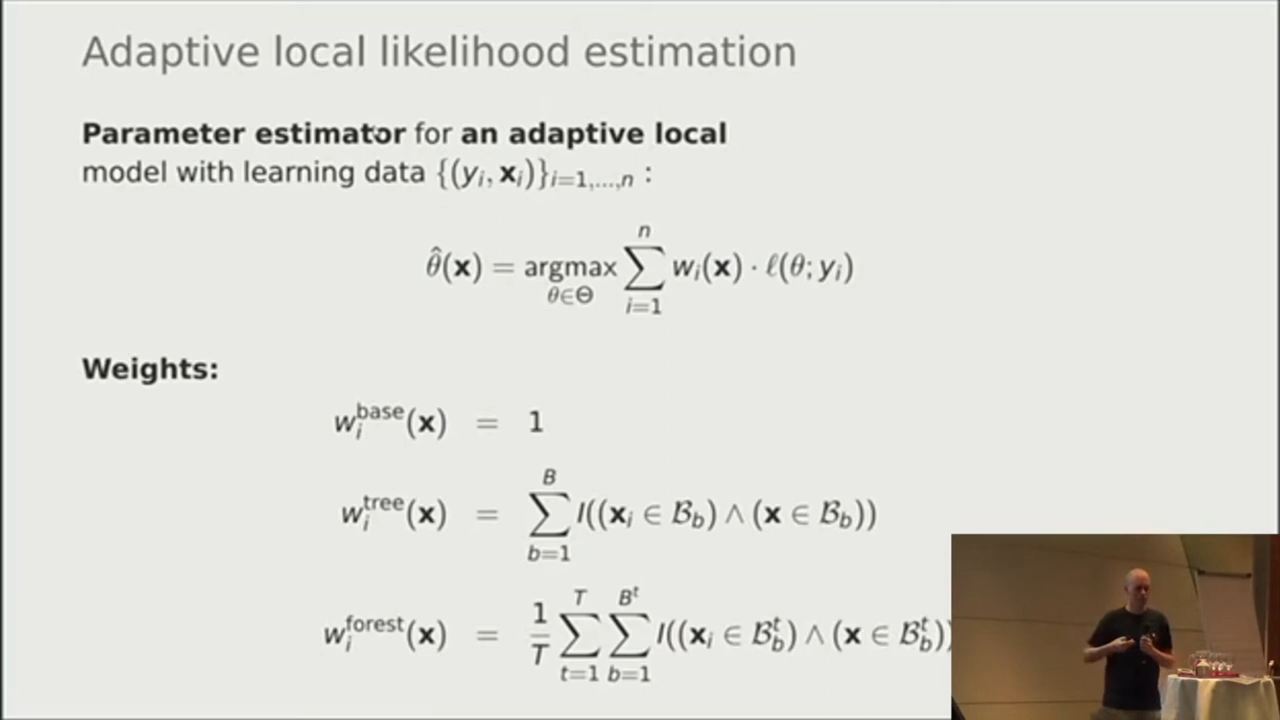 Adaptive local likelihood estimation
Parameter estimator for an adaptive local
model with learning data {(yᵢ, xᵢ)}ᵢ₌₁,...,ₙ :
θ̂(x) = argmax_{θ∈Θ} ∑_{i=1}^{n} wᵢ(x) · ℓ(θ; yᵢ)
Weights:
wᵢ^{base}(x) = 1
wᵢ^{tree}(x) = ∑_{b=1}^{B} I((xᵢ ∈ ℬ_b) ∧ (x ∈ ℬ_b))
wᵢ^{forest}(x) = 1/T ∑_{t=1}^{T} ∑_{b=1}^{Bᵗ} I((xᵢ ∈ ℬ_b^t) ∧ (x ∈ ℬ_b^t))